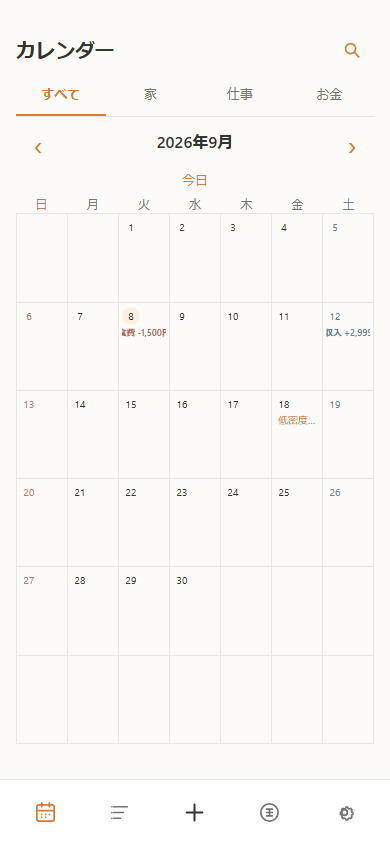 カレンダー
すべて 家 仕事 お金
‹ 2026年9月 ›
今日
日 月 火 水 木 金 土
1 2 3 4 5
6 7 8 9 10 11 12
費 -1,500 収入 +2,999
13 14 15 16 17 18 19
低密度...
20 21 22 23 24 25 26
27 28 29 30